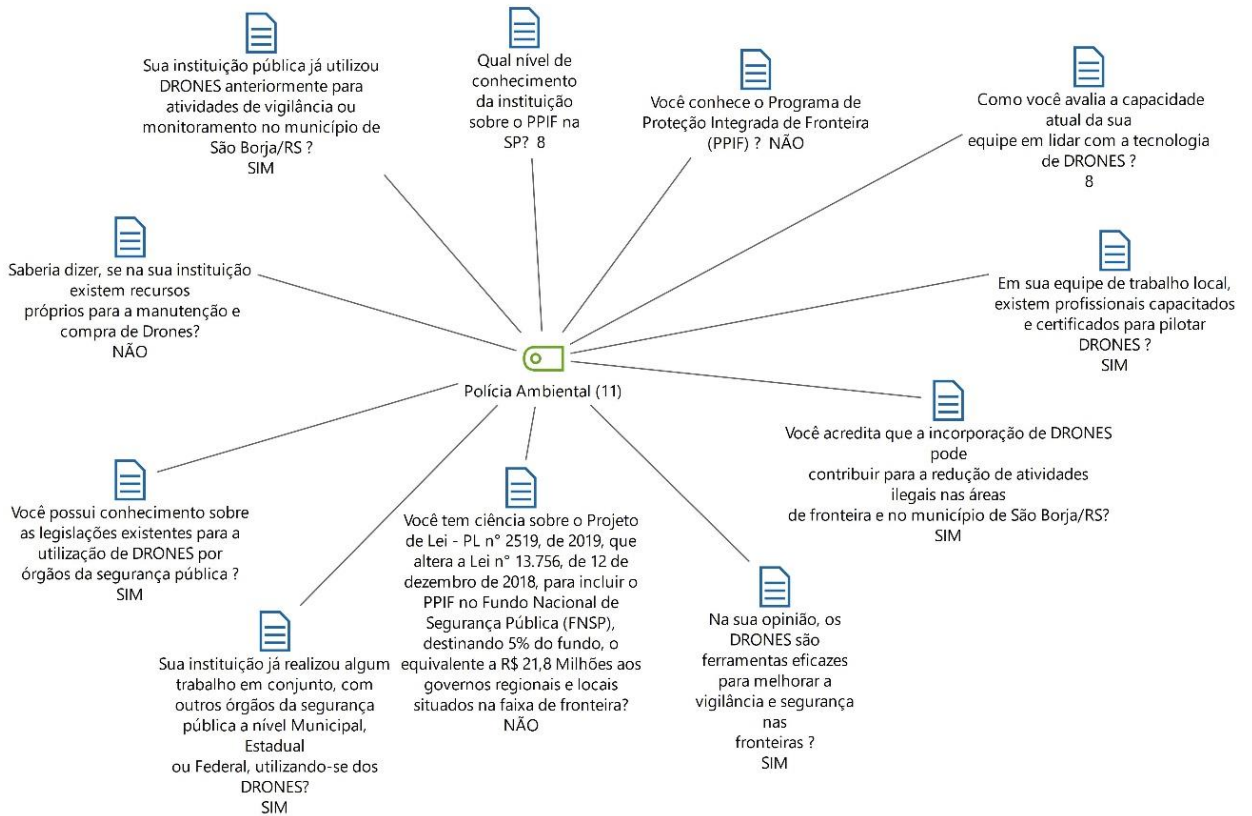 Sua instituição pública já utilizou
DRONES anteriormente para
atividades de vigilância ou
monitoramento no município de
São Borja/RS ?
SIM
Qual nível de
conhecimento
da instituição
sobre o PPIF na
SP? 8
Você conhece o Programa de
Proteção Integrada de Fronteira
(PPIF) ? NÃO
Como você avalia a capacidade
atual da sua
equipe em lidar com a tecnologia
de DRONES ?
8
Saberia dizer, se na sua instituição
existem recursos
próprios para a manutenção e
compra de Drones?
NÃO
Em sua equipe de trabalho local,
existem profissionais capacitados
e certificados para pilotar
DRONES ?
SIM
Polícia Ambiental (11)
Você acredita que a incorporação de DRONES
pode
contribuir para a redução de atividades
ilegais nas áreas
de fronteira e no município de São Borja/RS?
SIM
Você possui conhecimento sobre
as legislações existentes para a
utilização de DRONES por
órgãos da segurança pública ?
SIM
Você tem ciência sobre o Projeto
de Lei - PL n° 2519, de 2019, que
altera a Lei n° 13.756, de 12 de
dezembro de 2018, para incluir o
PPIF no Fundo Nacional de
Segurança Pública (FNSP),
destinando 5% do fundo, o
equivalente a R$ 21,8 Milhões aos
governos regionais e locais
situados na faixa de fronteira?
NÃO
Na sua opinião, os
DRONES são
ferramentas eficazes
para melhorar a
vigilância e segurança
nas
fronteiras ?
SIM
Sua instituição já realizou algum
trabalho em conjunto, com
outros órgãos da segurança
pública a nível Municipal,
Estadual
ou Federal, utilizando-se dos
DRONES?
SIM